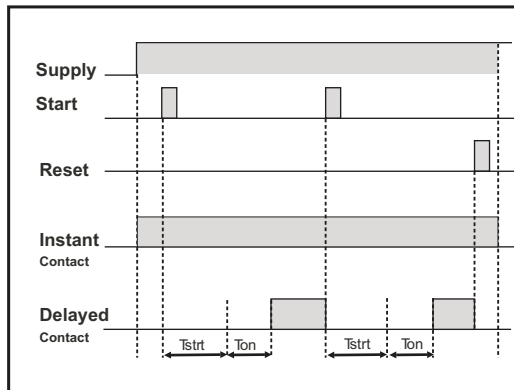 Supply
Start
Reset
Instant
Contact
Delayed
Contact
Tstrt Ton Tstrt Ton